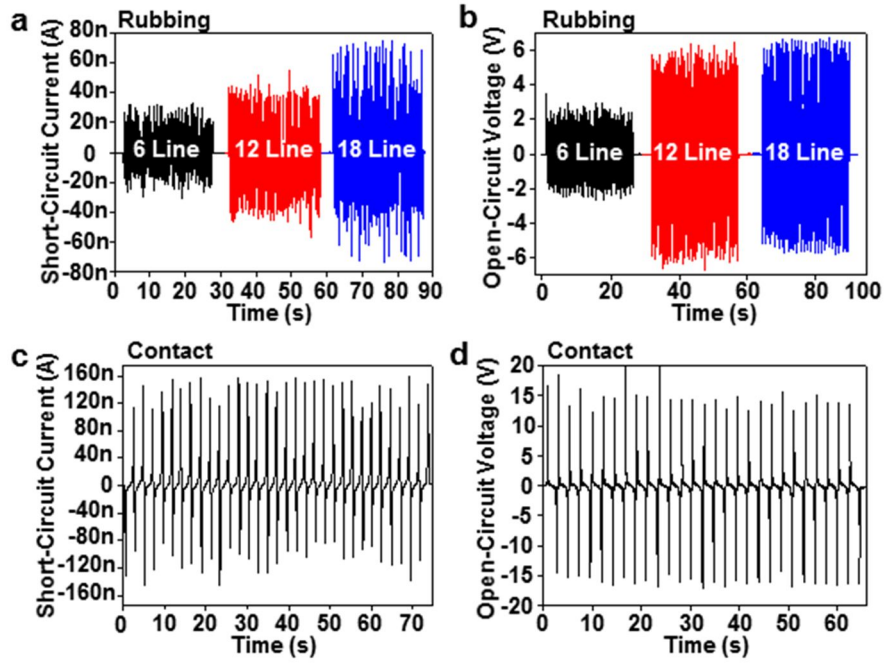 a Rubbing
Short-Circuit Current (A)
80n
60n
40n
20n
0
-20n
-40n
-60n
-80n
6 Line
12 Line
18 Line
0 10 20 30 40 50 60 70 80 90
Time (s)
b Rubbing
Open-Circuit Voltage (V)
6
4
2
0
-2
-4
-6
6 Line
12 Line
18 Line
0 20 40 60 80 100
Time (s)
c Contact
Short-Circuit Current (A)
160n
120n
80n
40n
0
-40n
-80n
-120n
-160n
0 10 20 30 40 50 60 70
Time (s)
d Contact
Open-Circuit Voltage (V)
20
15
10
5
0
-5
-10
-15
-20
0 10 20 30 40 50 60
Time (s)